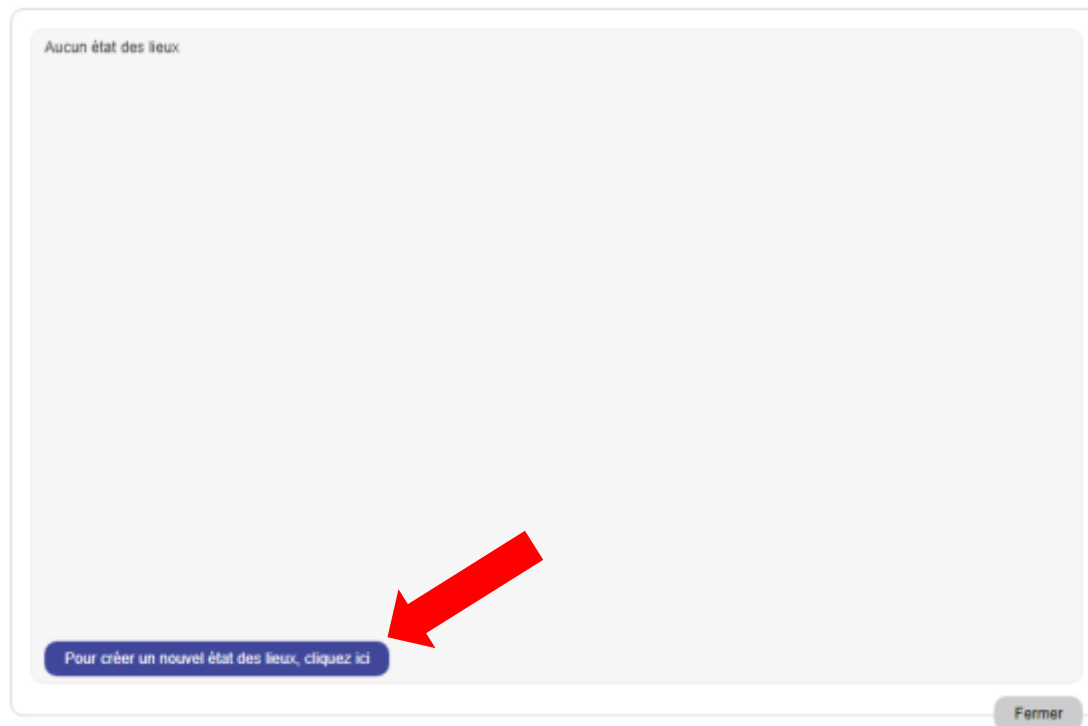 Aucun état des lieux
Pour créer un nouvel état des lieux, cliquez ici
Fermer